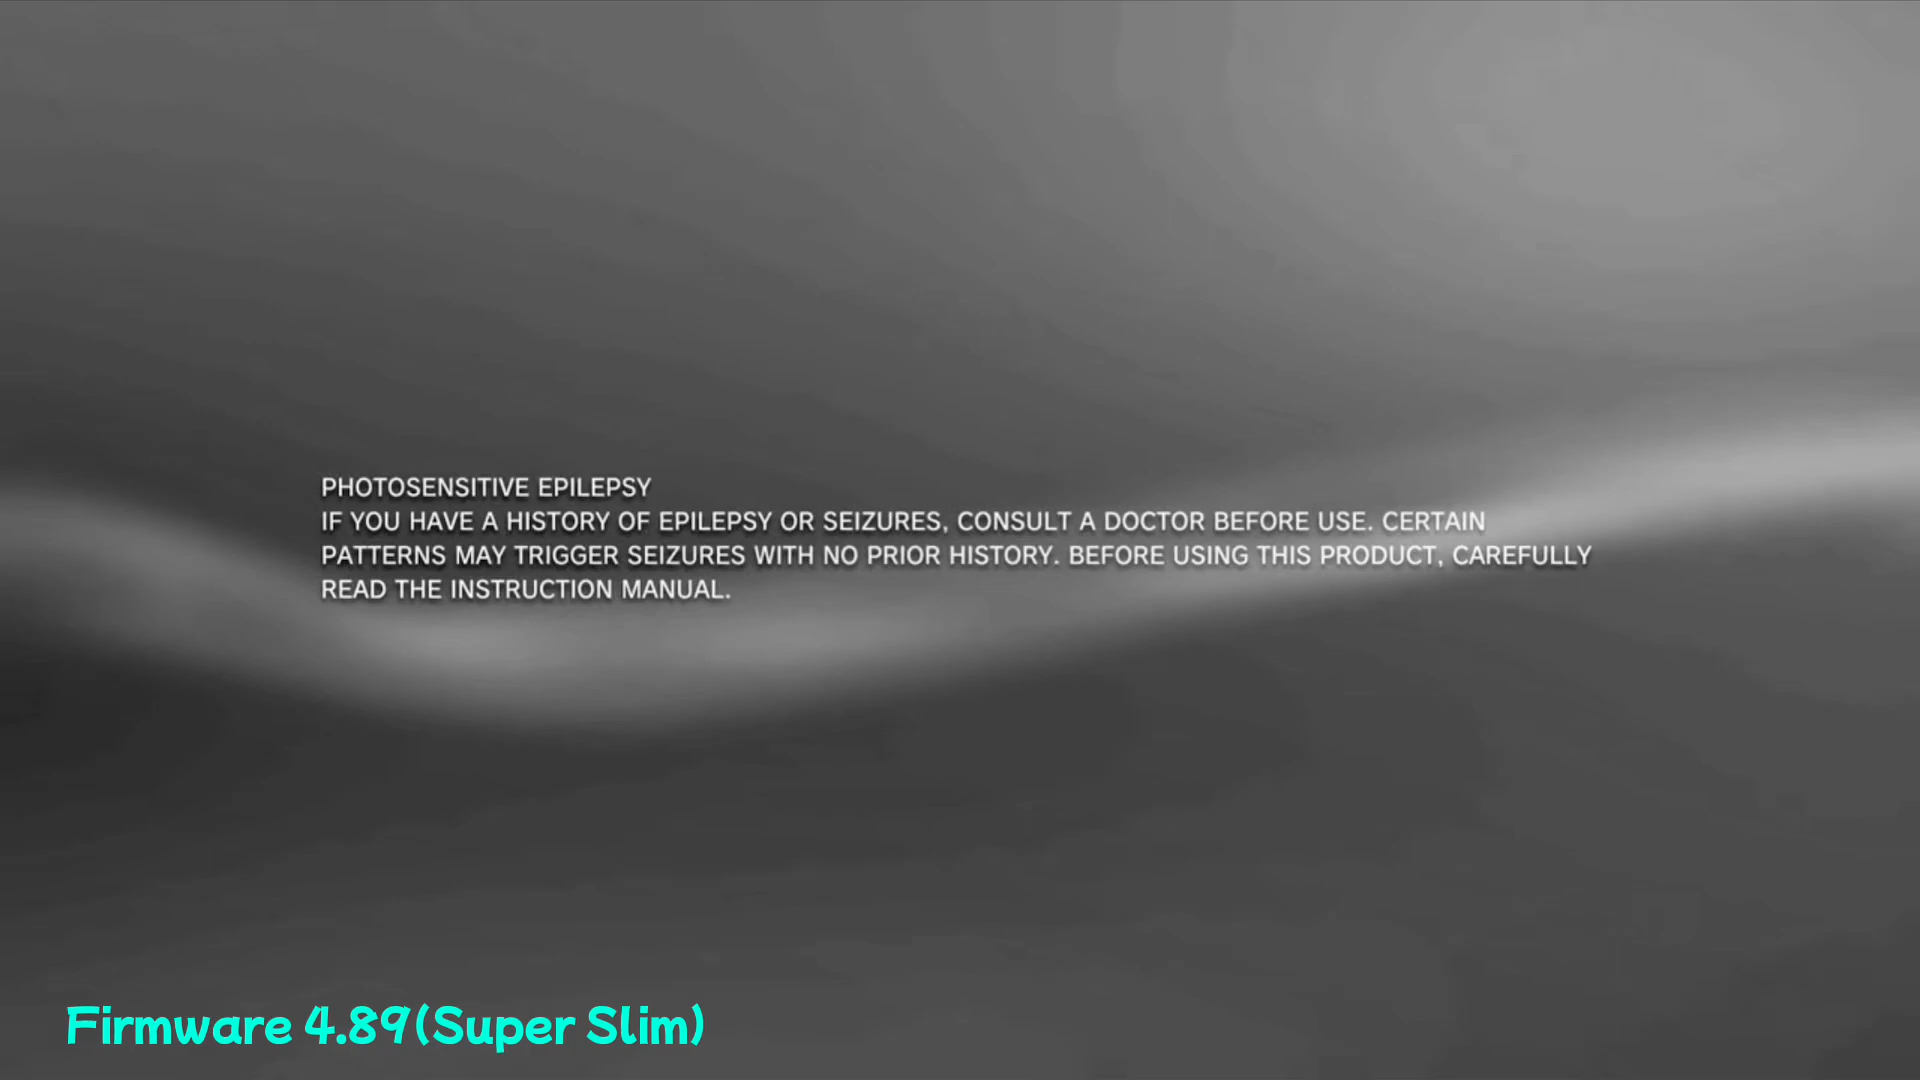 PHOTOSENSITIVE EPILEPSY
IF YOU HAVE A HISTORY OF EPILEPSY OR SEIZURES, CONSULT A DOCTOR BEFORE USE. CERTAIN
PATTERNS MAY TRIGGER SEIZURES WITH NO PRIOR HISTORY. BEFORE USING THIS PRODUCT, CAREFULLY
READ THE INSTRUCTION MANUAL.
Firmware 4.89(Super Slim)